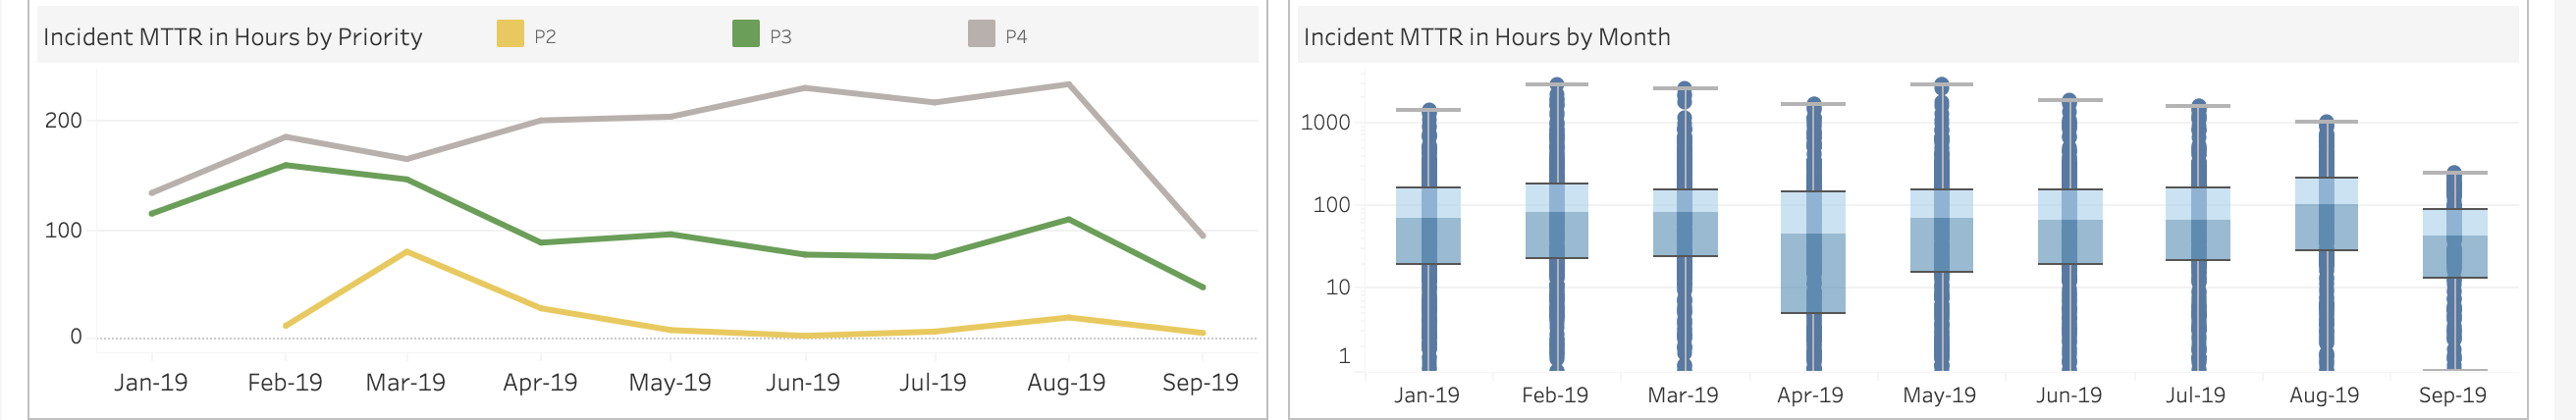 Incident MTTR in Hours by Priority P2 P3 P4
200
100
0
Jan-19 Feb-19 Mar-19 Apr-19 May-19 Jun-19 Jul-19 Aug-19 Sep-19
Incident MTTR in Hours by Month
1000
100
10
1
Jan-19 Feb-19 Mar-19 Apr-19 May-19 Jun-19 Jul-19 Aug-19 Sep-19